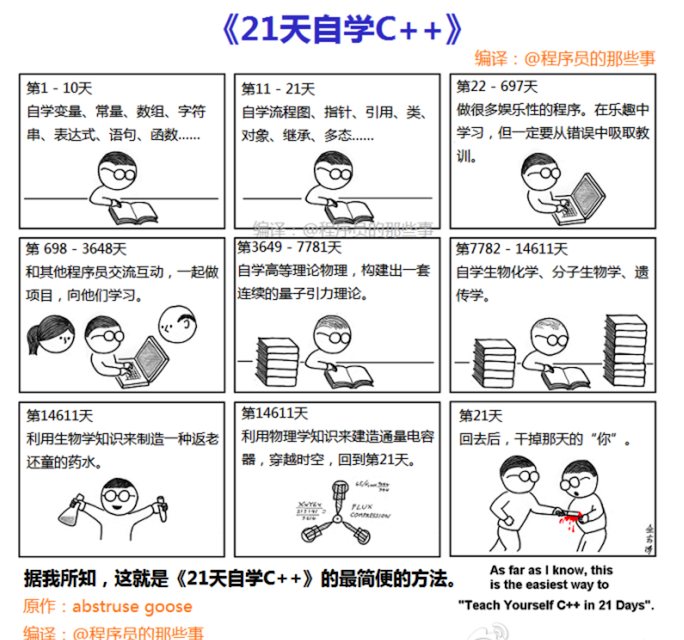 《21天自学C++》
编译：@程序员的那些事
第1 - 10天
自学变量、常量、数组、字符
串、表达式、语句、函数......
第11 - 21天
自学流程图、指针、引用、类、
对象、继承、多态......
第22 - 697天
做很多娱乐性的程序。在乐趣中
学习，但一定要从错误中吸取教
训。
编译：@程序员的那些事
第 698 - 3648天
和其他程序员交流互动，一起做
项目，向他们学习。
第3649 - 7781天
自学高等理论物理，构建出一套
连续的量子引力理论。
第7782 - 14611天
自学生物化学、分子生物学、遗
传学。
第14611天
利用生物学知识来制造一种返老
还童的药水。
第14611天
利用物理学知识来建造通量电容
器，穿越时空，回到第21天。
FLUX
COMPRESSION
第21天
回去后，干掉那天的“你”。
据我所知，这就是《21天自学C++》的最简便的方法。
As far as I know, this
is the easiest way to
"Teach Yourself C++ in 21 Days".
原作：abstruse goose
编译：@程序员的那些事